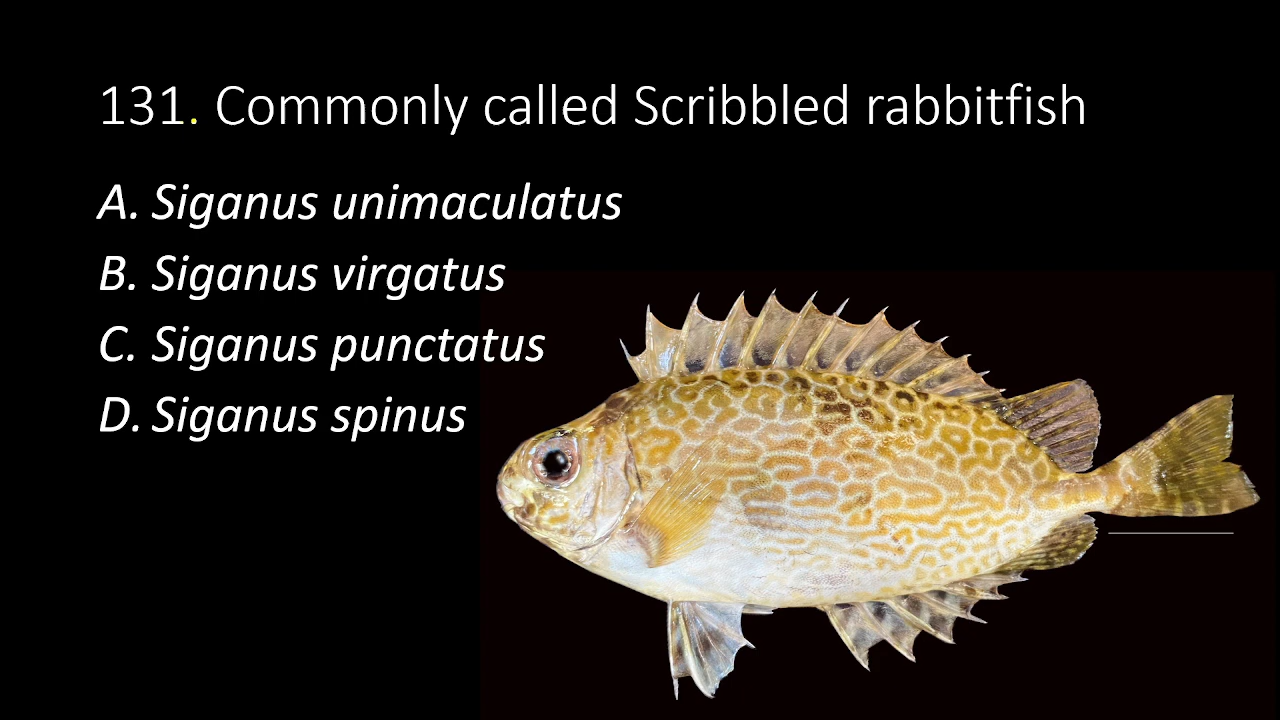 131. Commonly called Scribbled rabbitfish
A. Siganus unimaculatus
B. Siganus virgatus
C. Siganus punctatus
D. Siganus spinus